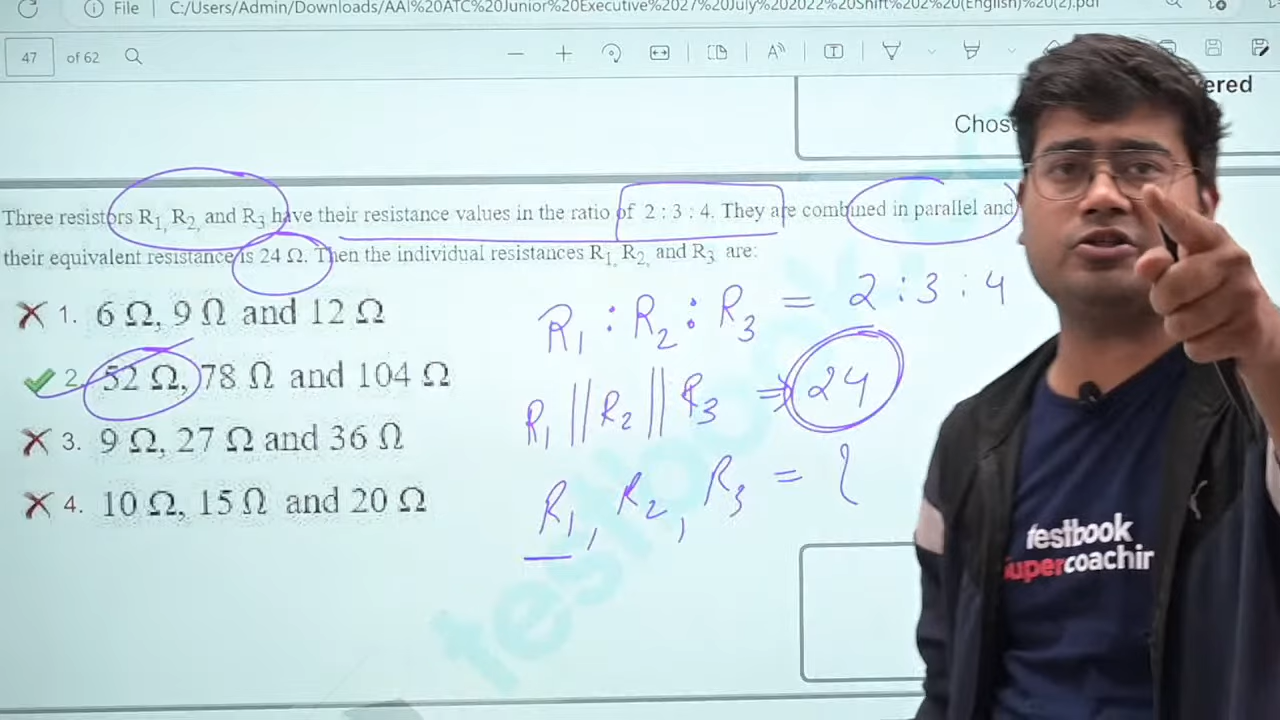 File C:/Users/Admin/Downloads/AAI%20ATC%20Junior%20Executive%2027%20July%202022%20Shift%202%20(English)%20(2).pdf
47 of 62
ered
Chos
Three resistors R1, R2, and R3 have their resistance values in the ratio of 2 : 3 : 4. They are combined in parallel and
their equivalent resistance is 24 Ω. Then the individual resistances R1, R2, and R3 are:
1. 6 Ω, 9 Ω and 12 Ω
2. 52 Ω, 78 Ω and 104 Ω
3. 9 Ω, 27 Ω and 36 Ω
4. 10 Ω, 15 Ω and 20 Ω
R1 : R2 : R3 = 2 : 3 : 4
R1 || R2 || R3 ⇒ 24
R1, R2, R3 = {
testbook
testbook
Supercoachin